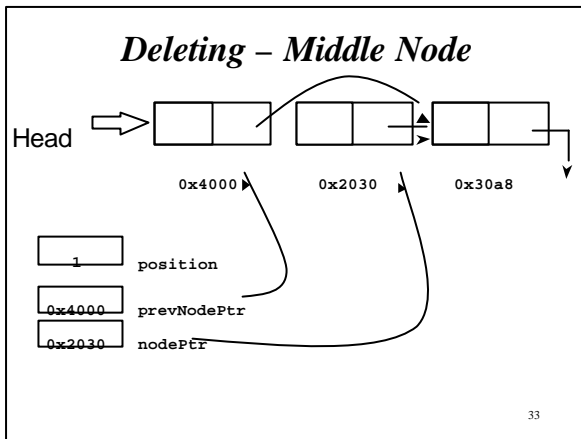 Deleting – Middle Node
Head
0x4000 0x2030 0x30a8
1 position
0x4000 prevNodePtr
0x2030 nodePtr
33